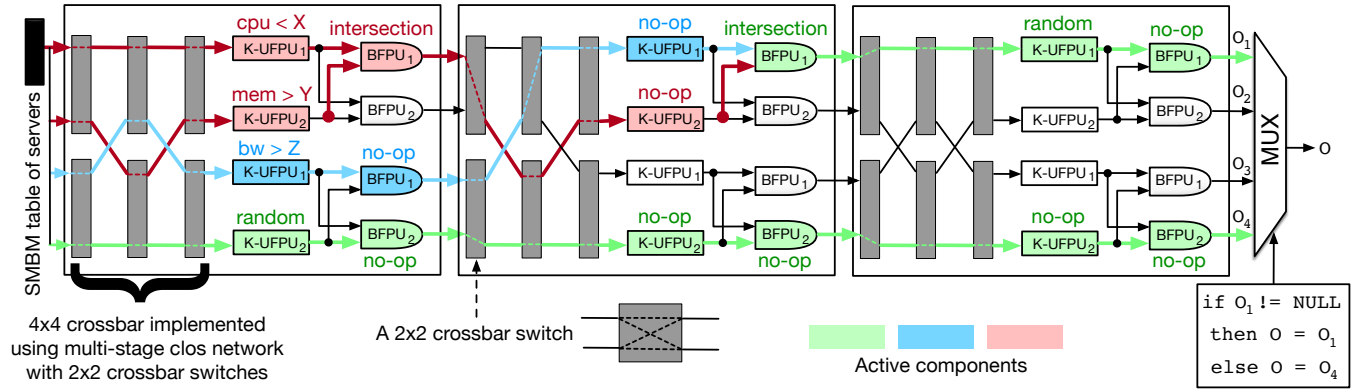 SMBM table of servers
cpu < X
intersection
K-UFPU1
BFPU1
mem > Y
K-UFPU2
BFPU2
bw > Z
no-op
K-UFPU1
BFPU1
random
K-UFPU2
BFPU2
no-op
no-op
intersection
K-UFPU1
BFPU1
no-op
K-UFPU2
BFPU2
K-UFPU1
BFPU1
no-op
K-UFPU2
BFPU2
no-op
random
no-op
K-UFPU1
BFPU1
K-UFPU2
BFPU2
K-UFPU1
BFPU1
no-op
K-UFPU2
BFPU2
no-op
O1
O2
O3
O4
MUX
O
4x4 crossbar implemented
using multi-stage clos network
with 2x2 crossbar switches
A 2x2 crossbar switch
Active components
if O1 != NULL
then O = O1
else O = O4